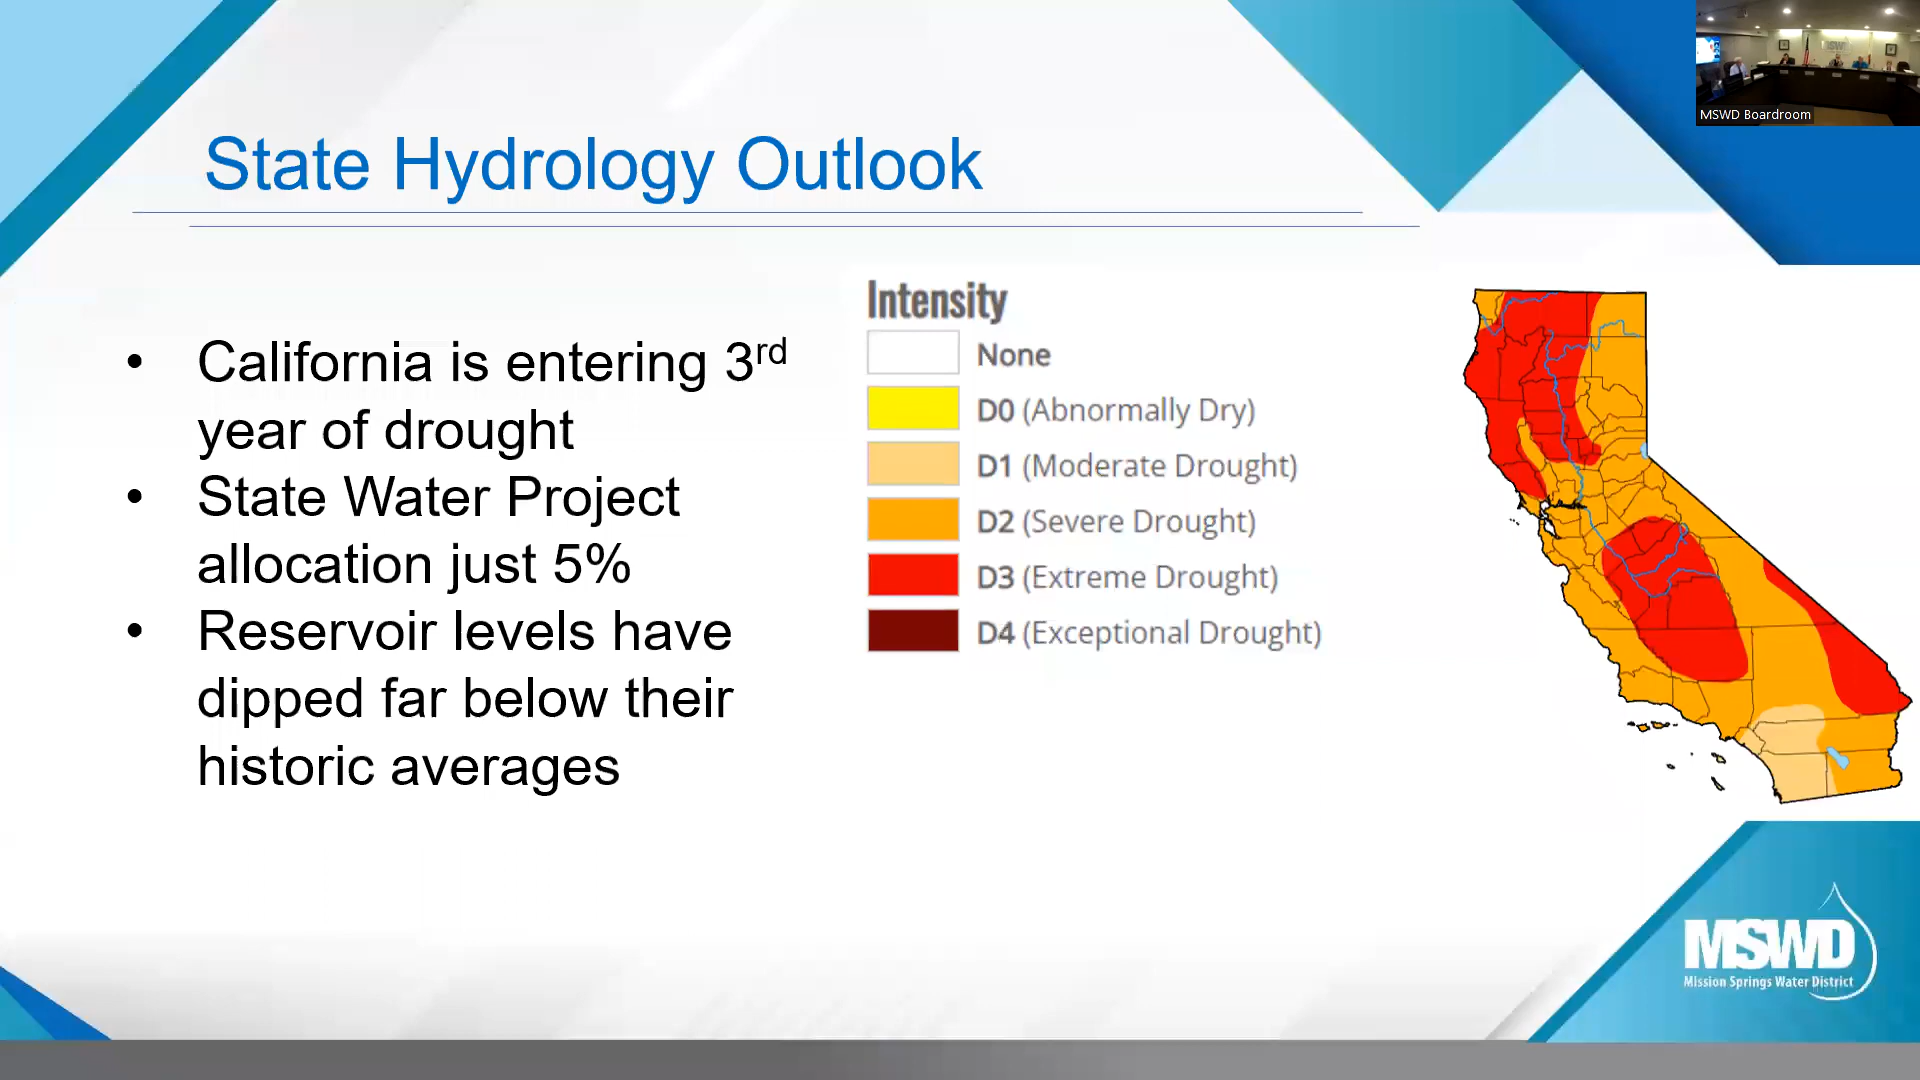 MSWD Boardroom
State Hydrology Outlook
• California is entering 3rd
year of drought
• State Water Project
allocation just 5%
• Reservoir levels have
dipped far below their
historic averages
Intensity
None
D0 (Abnormally Dry)
D1 (Moderate Drought)
D2 (Severe Drought)
D3 (Extreme Drought)
D4 (Exceptional Drought)
MSWD
Mission Springs Water District